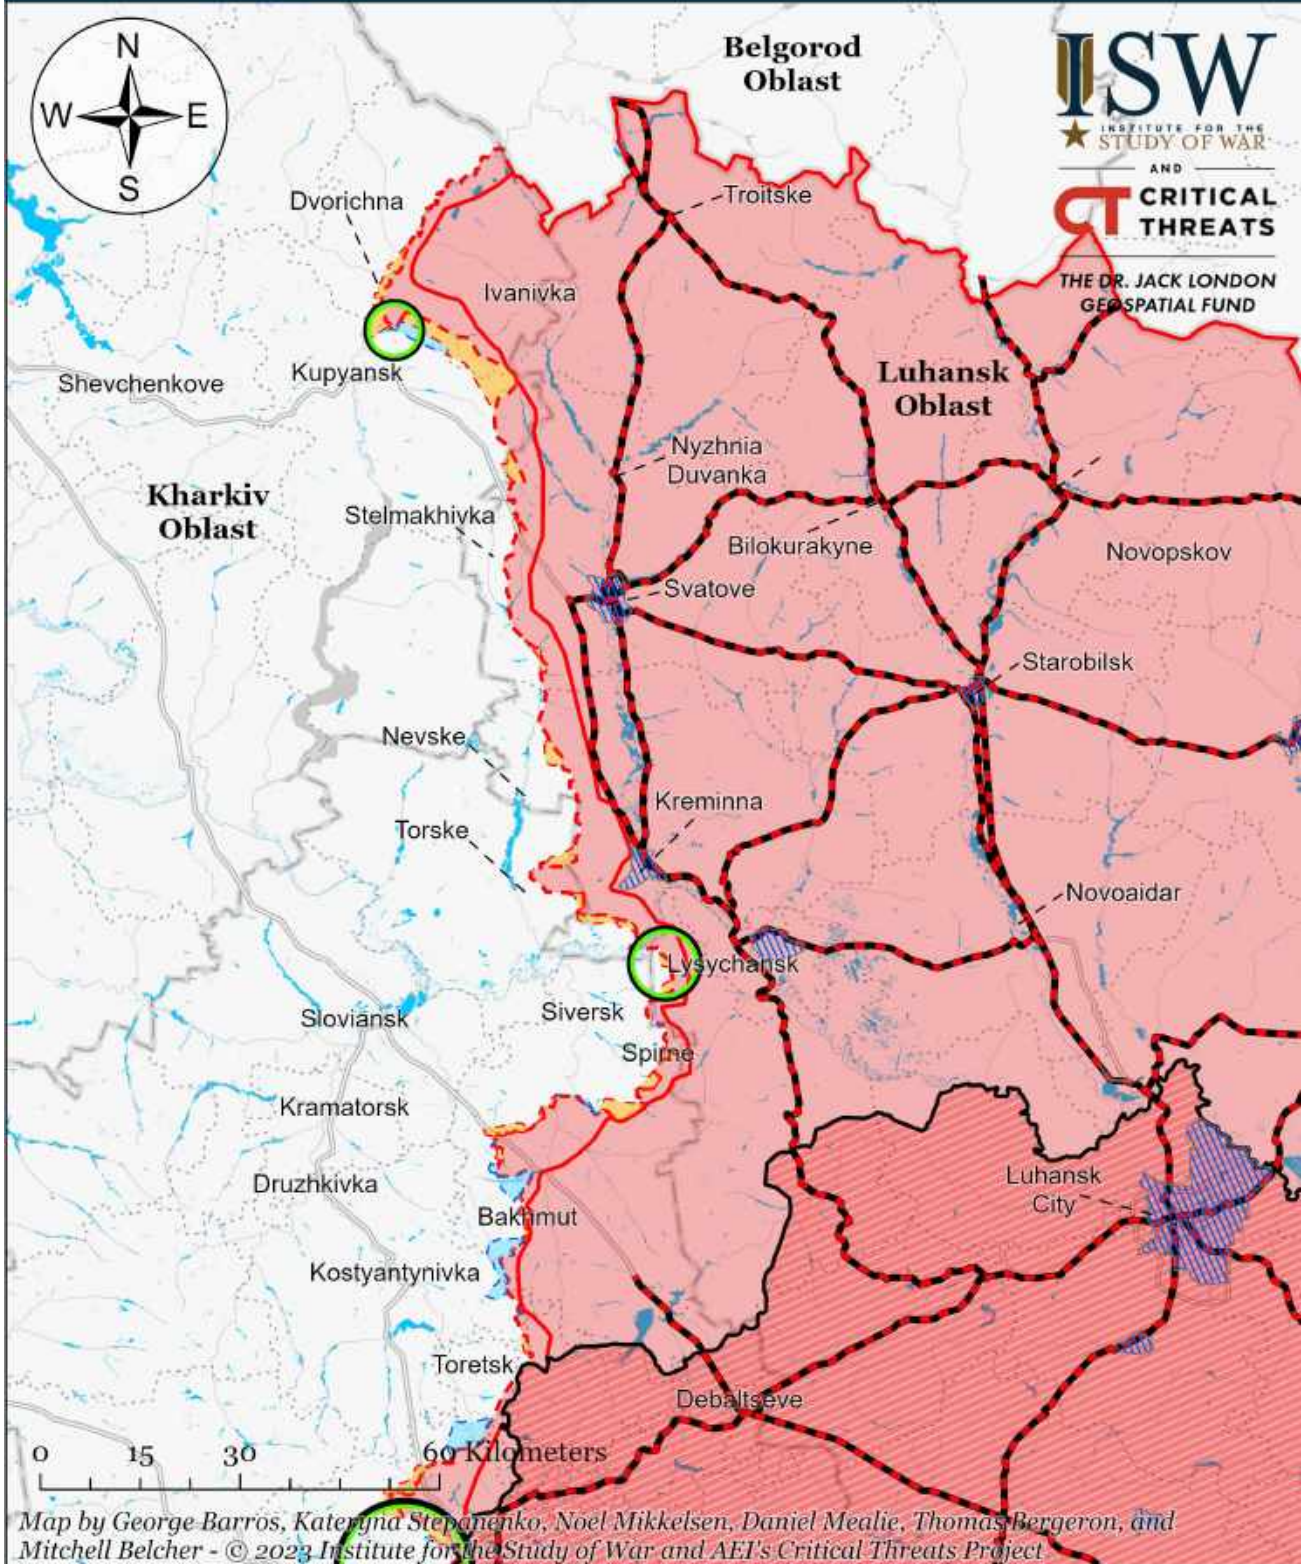 N
W E
S
Belgorod
Oblast
ISW
INSTITUTE FOR THE
STUDY OF WAR
AND
CT CRITICAL
THREATS
THE DR. JACK LONDON
GEOSPATIAL FUND
Dvorichna
Troitske
Ivanivka
Shevchenkove
Kupyansk
Luhansk
Oblast
Nyzhnia
Duvanka
Kharkiv
Oblast
Stelmakhivka
Bilokurakyne
Novopskov
Svatove
Starobilsk
Nevske
Kreminna
Torske
Novoaidar
Lysychansk
Siversk
Sloviansk
Spirne
Kramatorsk
Druzhkivka
Luhansk
City
Bakhmut
Kostyantynivka
Toretsk
Debaltseve
0 15 30 60 Kilometers
Map by George Barros, Kateryna Stepanenko, Noel Mikkelsen, Daniel Mealie, Thomas Bergeron, and
Mitchell Belcher - © 2023 Institute for the Study of War and AEI's Critical Threats Project